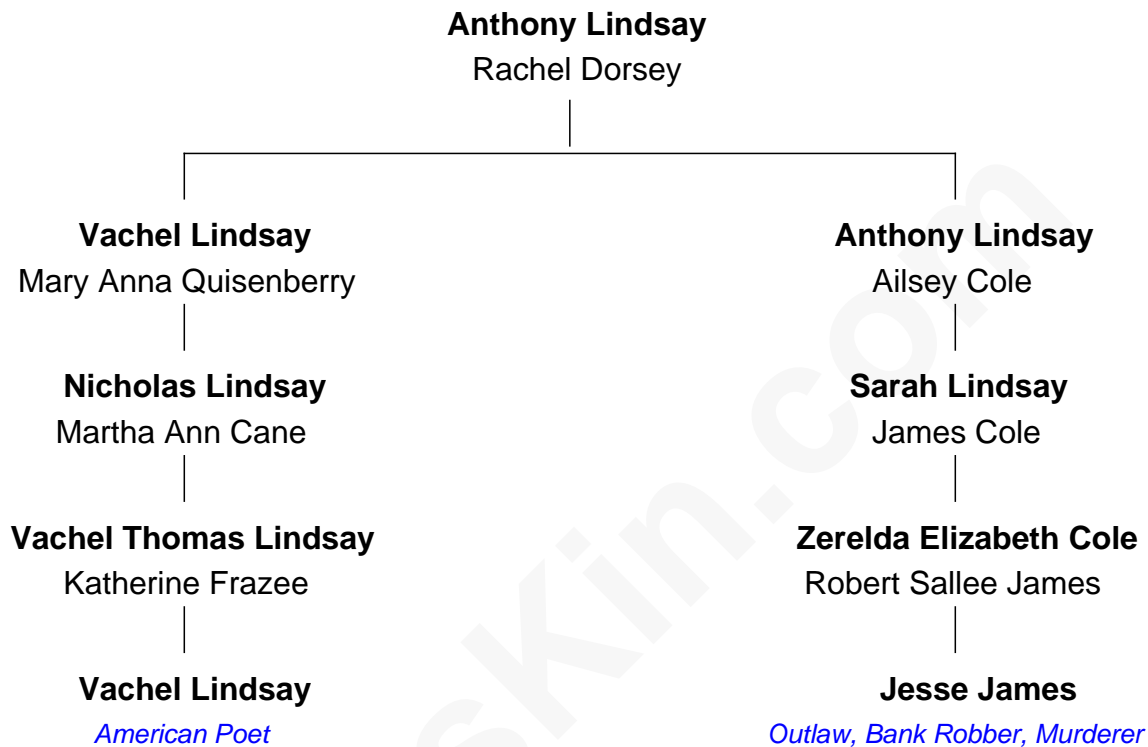 Anthony Lindsay
Rachel Dorsey
Vachel Lindsay
Mary Anna Quisenberry
Anthony Lindsay
Ailsey Cole
Nicholas Lindsay
Martha Ann Cane
Sarah Lindsay
James Cole
Vachel Thomas Lindsay
Katherine Frazee
Zerelda Elizabeth Cole
Robert Sallee James
Vachel Lindsay
American Poet
Jesse James
Outlaw, Bank Robber, Murderer
sKin.com